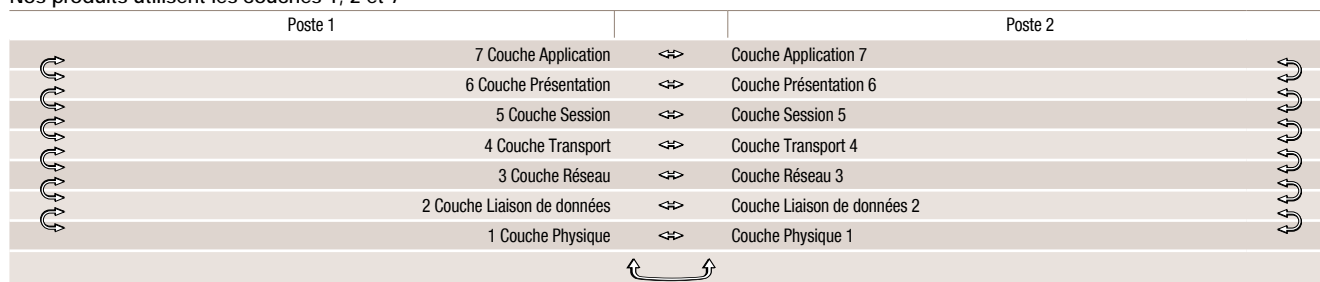 Nos produits utilisent les couches 1, 2 et 7
Poste 1 Poste 2
7 Couche Application Couche Application 7
6 Couche Présentation Couche Présentation 6
5 Couche Session Couche Session 5
4 Couche Transport Couche Transport 4
3 Couche Réseau Couche Réseau 3
2 Couche Liaison de données Couche Liaison de données 2
1 Couche Physique Couche Physique 1